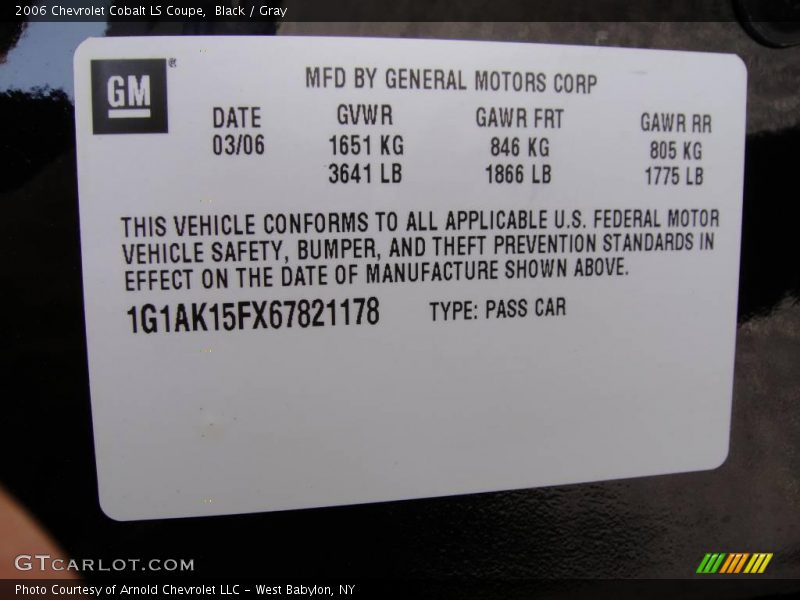 2006 Chevrolet Cobalt LS Coupe, Black / Gray
GM®
MFD BY GENERAL MOTORS CORP
DATE GVWR GAWR FRT GAWR RR
03/06 1651 KG 846 KG 805 KG
3641 LB 1866 LB 1775 LB
THIS VEHICLE CONFORMS TO ALL APPLICABLE U.S. FEDERAL MOTOR
VEHICLE SAFETY, BUMPER, AND THEFT PREVENTION STANDARDS IN
EFFECT ON THE DATE OF MANUFACTURE SHOWN ABOVE.
1G1AK15FX67821178 TYPE: PASS CAR
GTCARLOT.COM
Photo Courtesy of Arnold Chevrolet LLC - West Babylon, NY